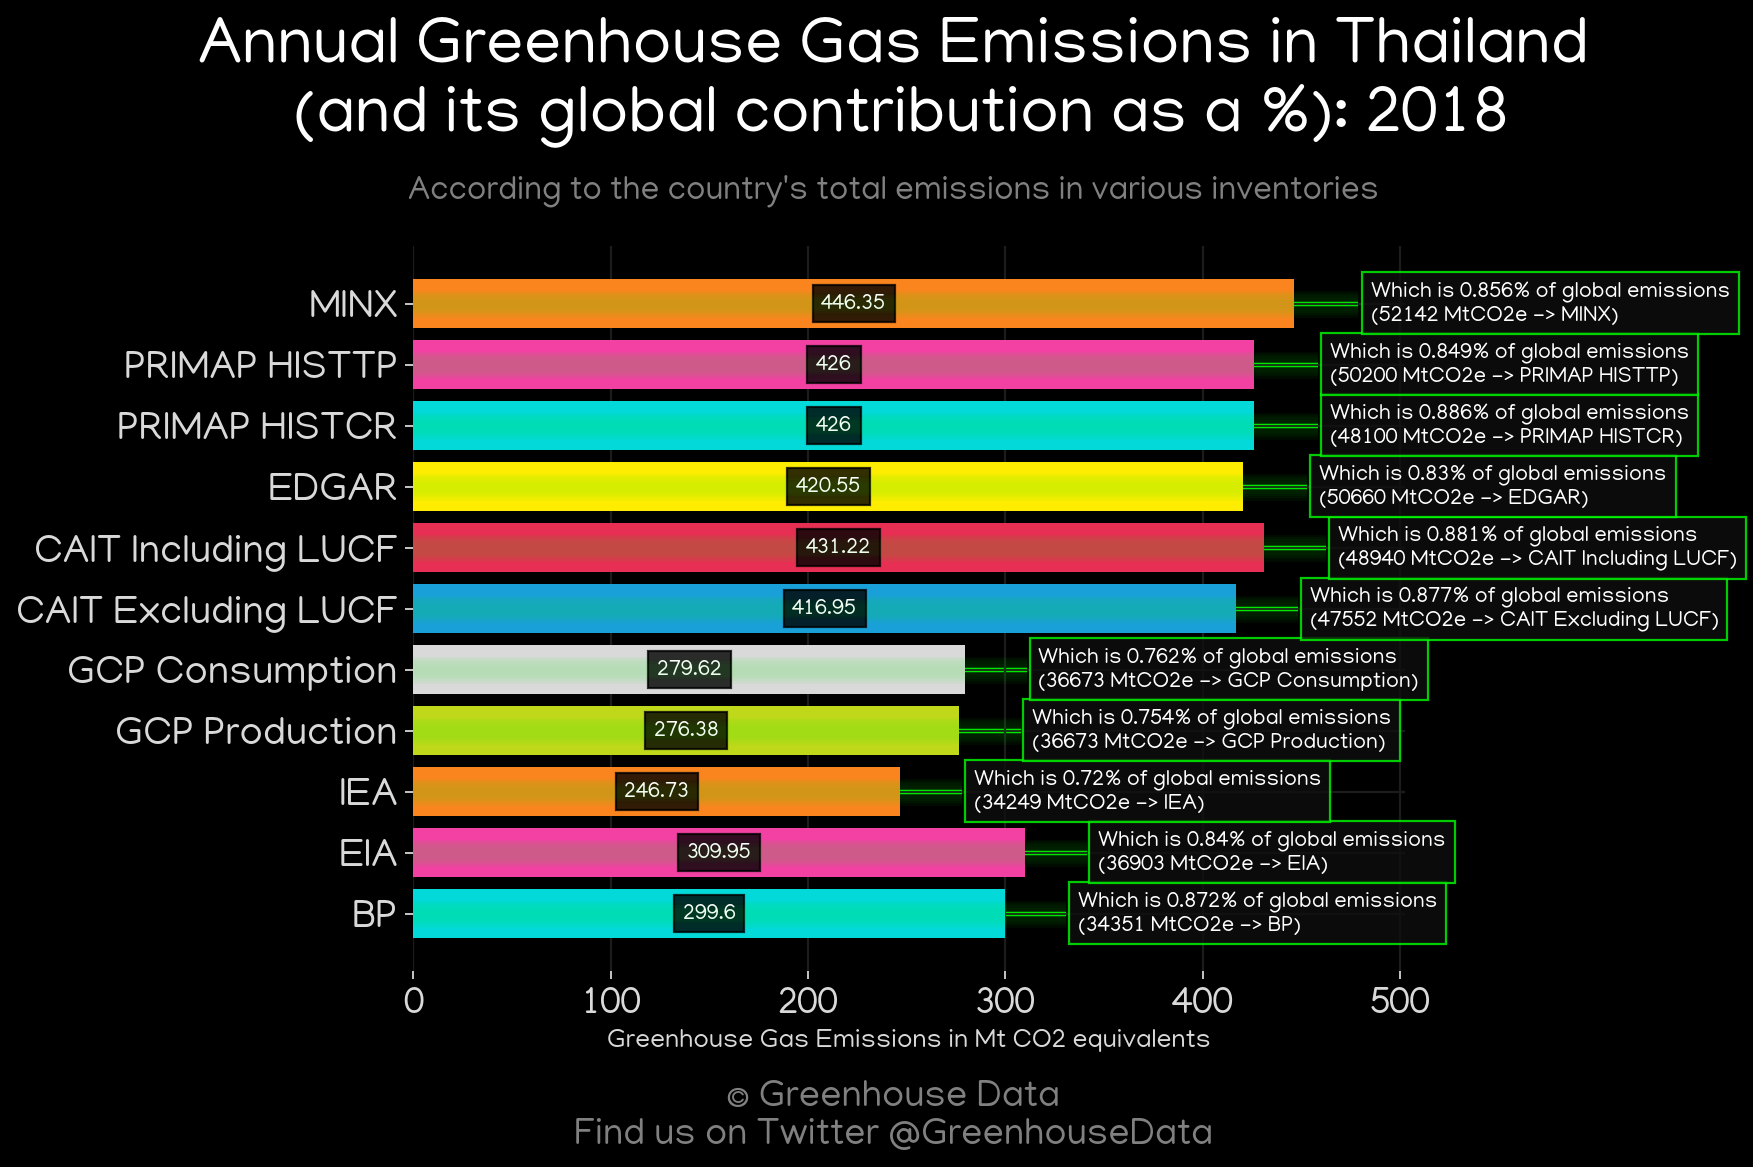 Annual Greenhouse Gas Emissions in Thailand
(and its global contribution as a %): 2018
According to the country's total emissions in various inventories
MINX
446.35
Which is 0.856% of global emissions
(52142 MtCO2e -> MINX)
PRIMAP HISTTP
426
Which is 0.849% of global emissions
(50200 MtCO2e -> PRIMAP HISTTP)
PRIMAP HISTCR
426
Which is 0.886% of global emissions
(48100 MtCO2e -> PRIMAP HISTCR)
EDGAR
420.55
Which is 0.83% of global emissions
(50660 MtCO2e -> EDGAR)
CAIT Including LUCF
431.22
Which is 0.881% of global emissions
(48940 MtCO2e -> CAIT Including LUCF)
CAIT Excluding LUCF
416.95
Which is 0.877% of global emissions
(47552 MtCO2e -> CAIT Excluding LUCF)
GCP Consumption
279.62
Which is 0.762% of global emissions
(36673 MtCO2e -> GCP Consumption)
GCP Production
276.38
Which is 0.754% of global emissions
(36673 MtCO2e -> GCP Production)
IEA
246.73
Which is 0.72% of global emissions
(34249 MtCO2e -> IEA)
EIA
309.95
Which is 0.84% of global emissions
(36903 MtCO2e -> EIA)
BP
299.6
Which is 0.872% of global emissions
(34351 MtCO2e -> BP)
0 100 200 300 400 500
Greenhouse Gas Emissions in Mt CO2 equivalents
© Greenhouse Data
Find us on Twitter @GreenhouseData